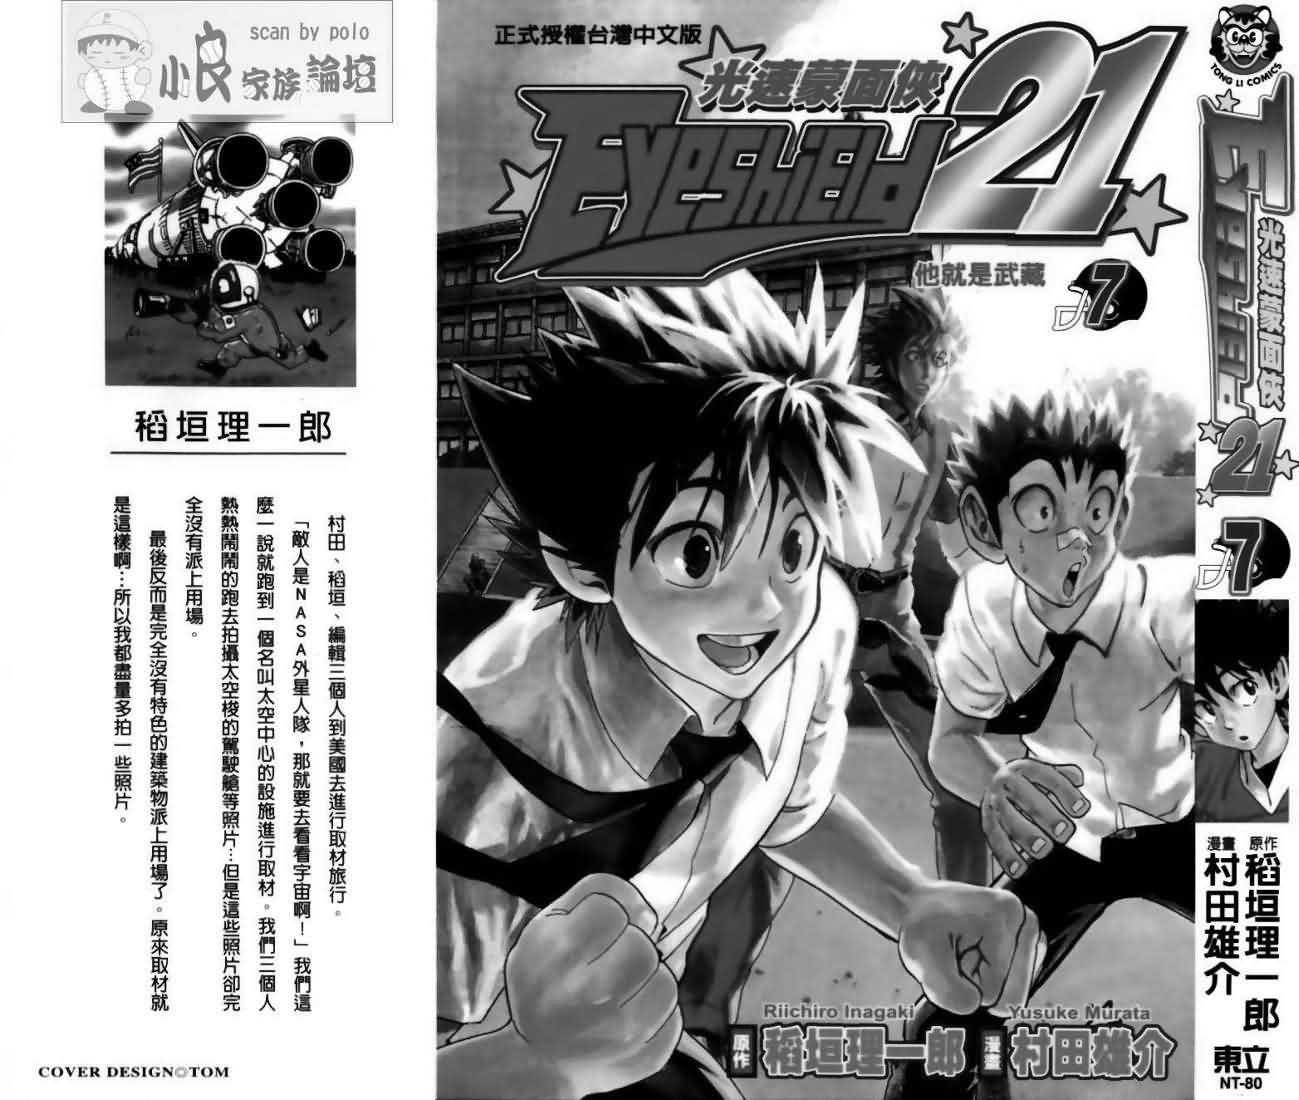 scan by polo
小良家族論壇
稻垣理一郎
村田、稻垣、編輯三個人到美國去進行取材旅行。
「敵人是NASA外星人隊，那就要去看看宇宙啊！」我們這
麼一說就跑到一個名叫太空中心的設施進行取材。我們三個人
熱熱鬧鬧的跑去拍攝太空梭的駕駛艙等照片…但是這些照片卻完
全沒有派上用場。
最後反而是完全沒有特色的建築物派上用場了。原來取材就
是這樣啊…所以我都盡量多拍一些照片。
COVER DESIGN◎TOM
正式授權台灣中文版
光速蒙面俠
EYESHIELD 21
他就是武藏
7
Riichiro Inagaki
原作 稻垣理一郎
Yusuke Murata
漫畫 村田雄介
TONG LI COMICS
EYESHIELD
光速蒙面俠
21
7
原作 稻垣理一郎
漫畫 村田雄介
東立
NT-80